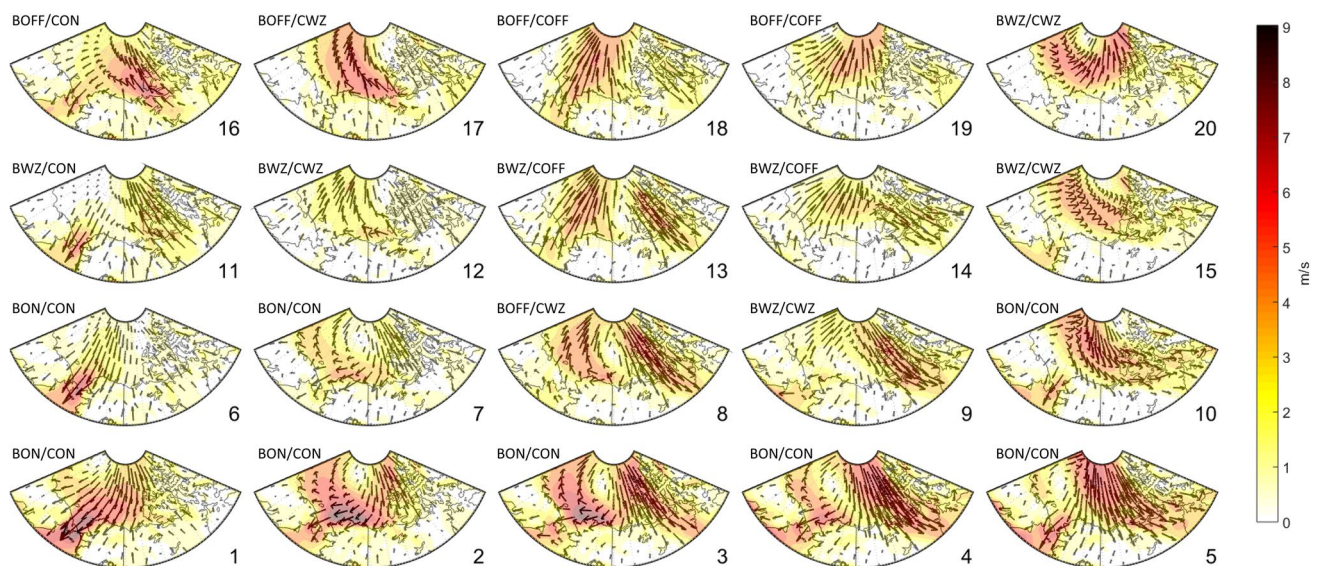 BOFF/CON BOFF/CWZ BOFF/COFF BOFF/COFF BWZ/CWZ
16 17 18 19 20
BWZ/CON BWZ/CWZ BWZ/COFF BWZ/COFF BWZ/CWZ
11 12 13 14 15
BON/CON BON/CON BOFF/CWZ BWZ/CWZ BON/CON
6 7 8 9 10
BON/CON BON/CON BON/CON BON/CON BON/CON
1 2 3 4 5
9
8
7
6
5
4
3
2
1
0
m/s